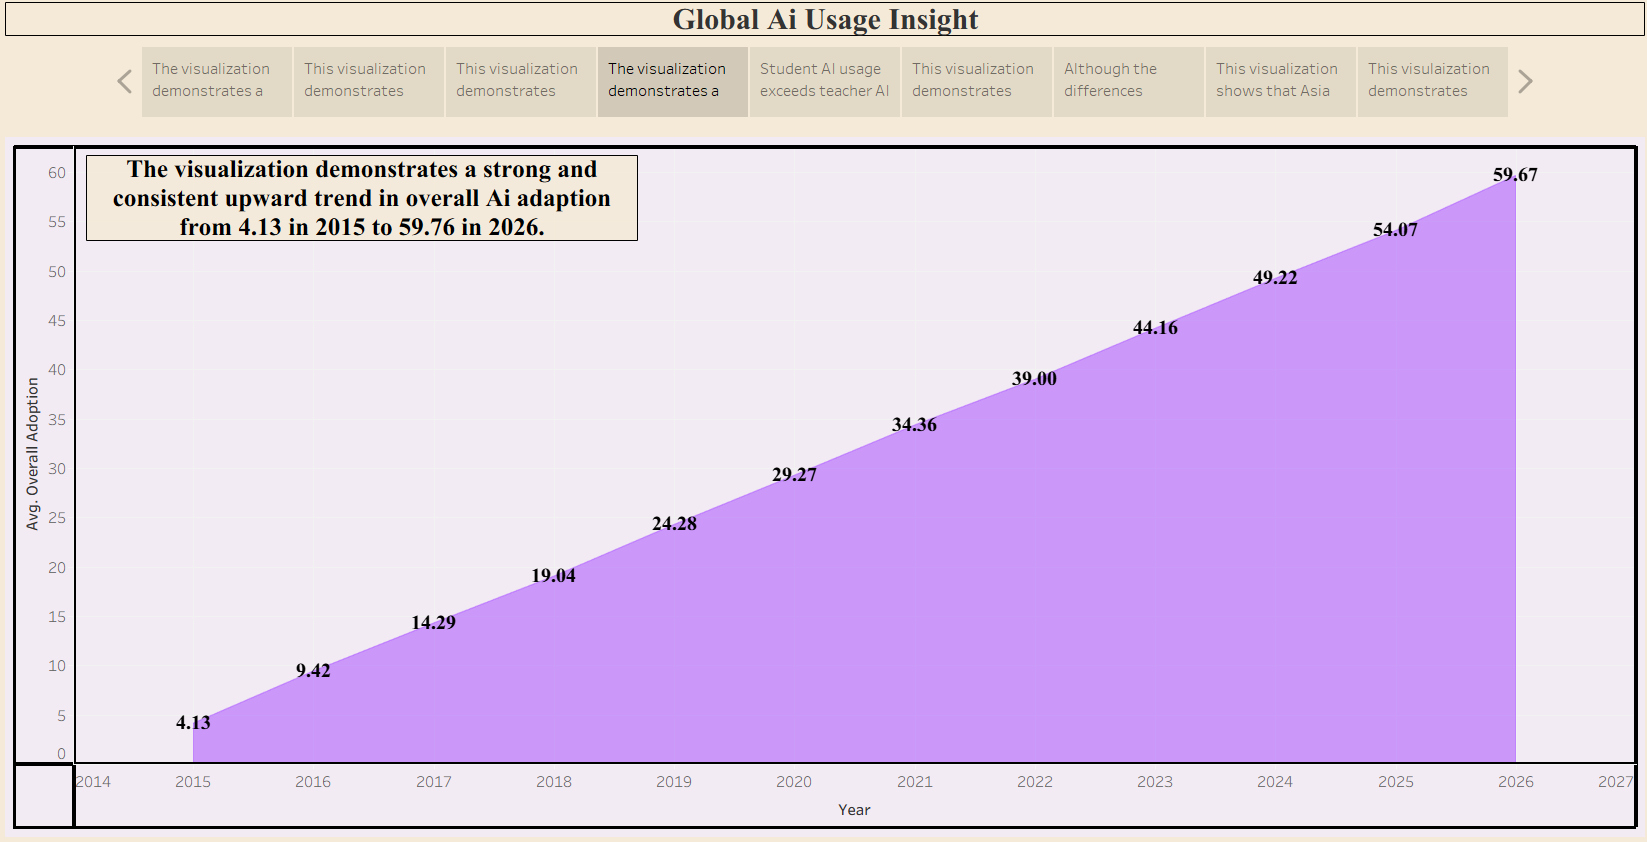 Global Ai Usage Insight
The visualization
demonstrates a
This visualization
demonstrates
This visualization
demonstrates
The visualization
demonstrates a
Student AI usage
exceeds teacher AI
This visualization
demonstrates
Although the
differences
This visualization
shows that Asia
This visulaization
demonstrates
The visualization demonstrates a strong and
consistent upward trend in overall Ai adaption
from 4.13 in 2015 to 59.76 in 2026.
Avg. Overall Adoption
60
55
50
45
40
35
30
25
20
15
10
5
0
4.13
9.42
14.29
19.04
24.28
29.27
34.36
39.00
44.16
49.22
54.07
59.67
2014
2015
2016
2017
2018
2019
2020
2021
2022
2023
2024
2025
2026
2027
Year